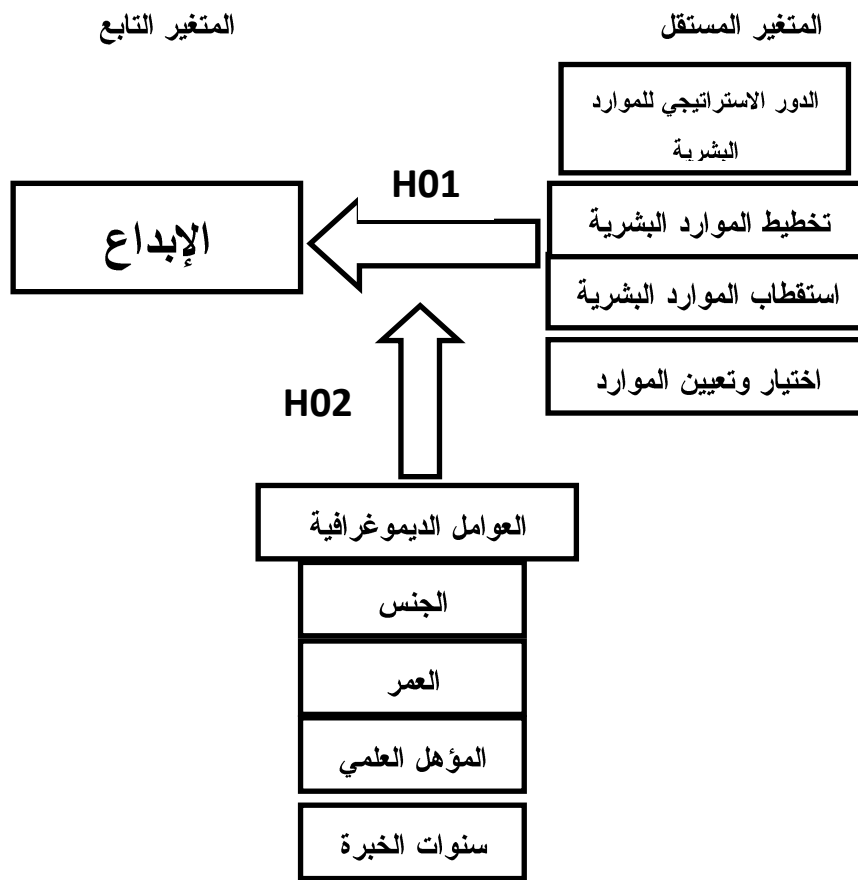 المتغير المستقل
المتغير التابع
الدور الاستراتيجي للموارد
البشرية
H01
تخطيط الموارد البشرية
الإبداع
استقطاب الموارد البشرية
اختيار وتعيين الموارد
H02
العوامل الديموغرافية
الجنس
العمر
المؤهل العلمي
سنوات الخبرة